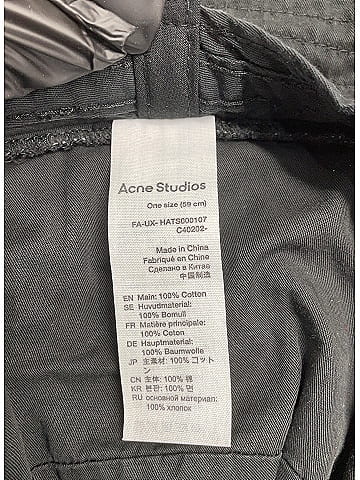 Acne Studios
One size (59 cm)
FA-UX-HATS000107
C40202-
Made in China
Fabriqué en Chine
Сделано в Китае
中国制造
EN Main: 100% Cotton
SE Huvudmaterial:
100% Bomull
FR Matière principale:
100% Coton
DE Hauptmaterial:
100% Baumwolle
JP 主素材: 100% コット
ン
CN 主体: 100% 棉
KR 본판: 100% 면
RU основной материал:
100% хлопок